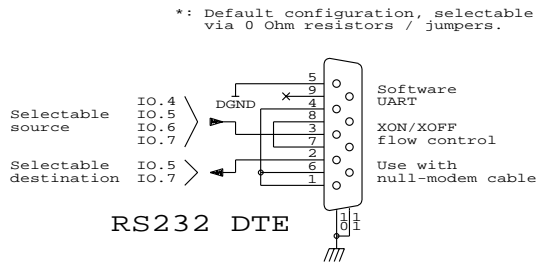 *: Default configuration, selectable
via 0 Ohm resistors / jumpers.
5
9
4
8
3
7
2
6
1
DGND
Selectable
source
IO.4
IO.5
IO.6
IO.7
Selectable
destination
IO.5
IO.7
Software
UART
XON/XOFF
flow control
Use with
null-modem cable
RS232 DTE
10
11